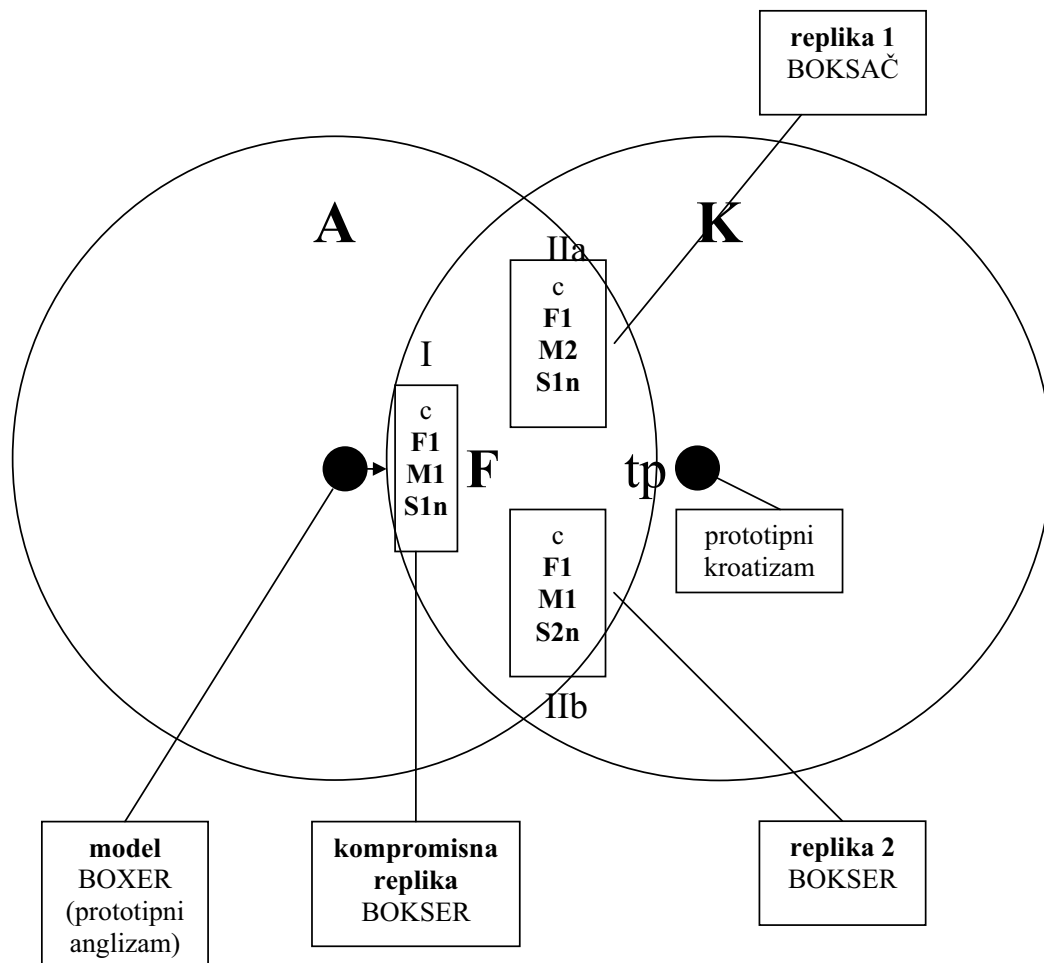 replika 1
BOKSAČ
A
K
IIa
c
F1
M2
S1n
I
c
F1
M1
S1n
F
tp
prototipni
kroatizam
c
F1
M1
S2n
IIb
model
BOXER
(prototipni
anglizam)
kompromisna
replika
BOKSER
replika 2
BOKSER